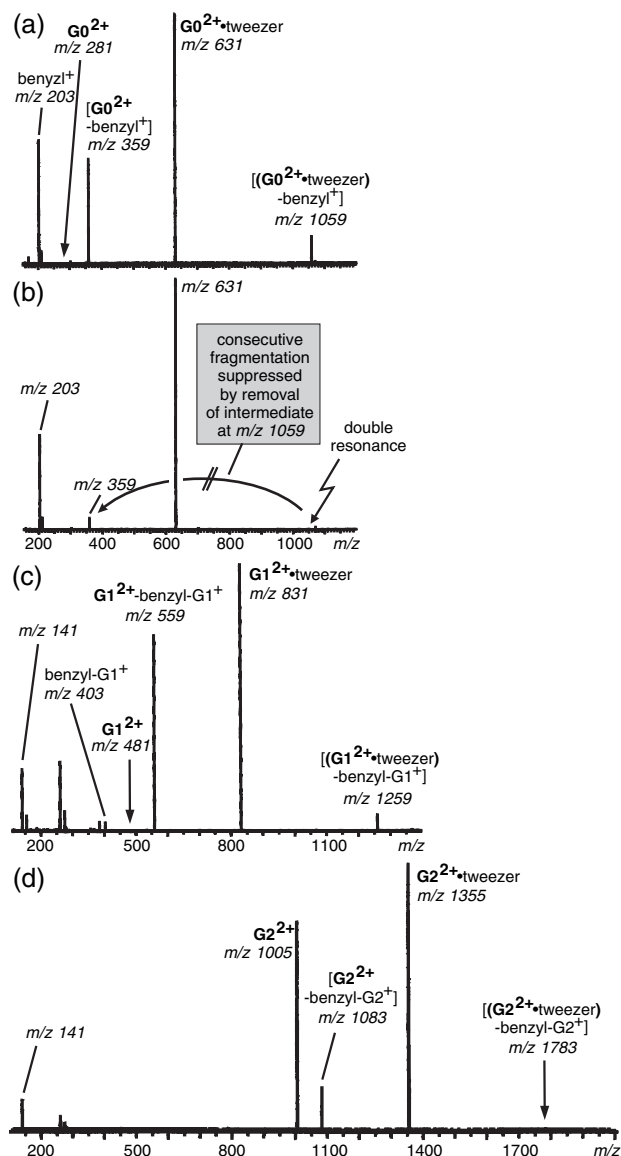 (a)
G0²⁺
m/z 281
benyzl⁺
m/z 203
[G0²⁺
-benzyl⁺]
m/z 359
G0²⁺•tweezer
m/z 631
[(G0²⁺•tweezer)
-benzyl⁺]
m/z 1059
(b)
m/z 631
consecutive
fragmentation
suppressed
by removal
of intermediate
at m/z 1059
m/z 203
double
resonance
m/z 359
200 400 600 800 1000 m/z
(c)
G1²⁺•tweezer
m/z 831
G1²⁺-benzyl-G1⁺
m/z 559
m/z 141
benzyl-G1⁺
m/z 403
G1²⁺
m/z 481
[(G1²⁺•tweezer)
-benzyl-G1⁺]
m/z 1259
200 500 800 1100 m/z
(d)
G2²⁺•tweezer
m/z 1355
G2²⁺
m/z 1005
[G2²⁺
-benzyl-G2⁺]
m/z 1083
[(G2²⁺•tweezer)
-benzyl-G2⁺]
m/z 1783
m/z 141
200 500 800 1100 1400 1700 m/z